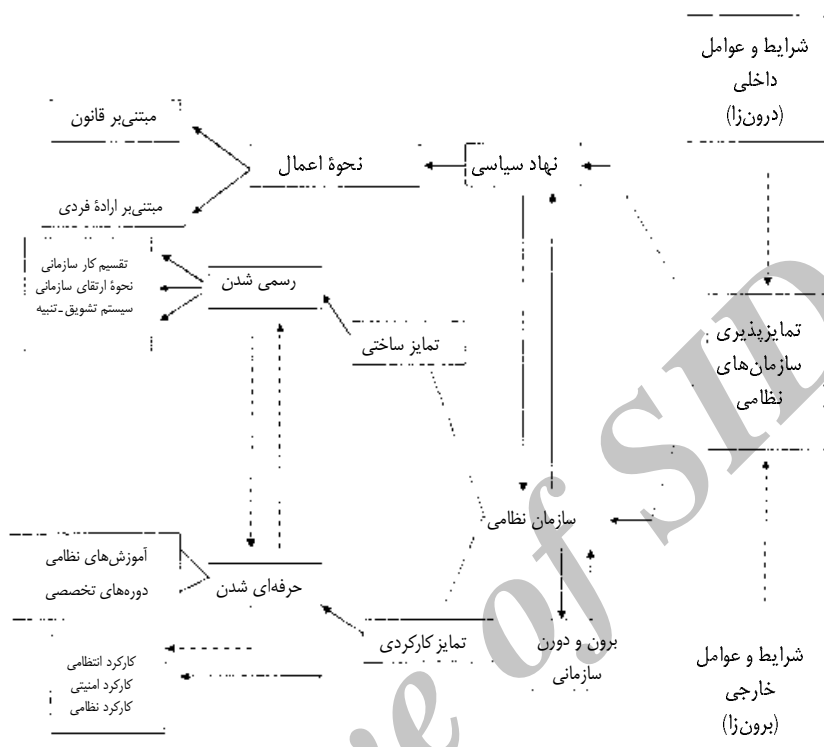 شرایط و عوامل
داخلی
(درون‌زا)
مبتنی‌بر قانون
نهاد سیاسی
نحوهٔ اعمال
مبتنی‌بر ارادهٔ فردی
تقسیم کار سازمانی
نحوهٔ ارتقای سازمانی
سیستم تشویق-تنبیه
رسمی شدن
تمایز ساختی
تمایزپذیری
سازمان‌های
نظامی
سازمان نظامی
آموزش‌های نظامی
دوره‌های تخصصی
حرفه‌ای شدن
تمایز کارکردی
برون و دورن
سازمانی
کارکرد انتظامی
کارکرد امنیتی
کارکرد نظامی
شرایط و عوامل
خارجی
(برون‌زا)
e of SID